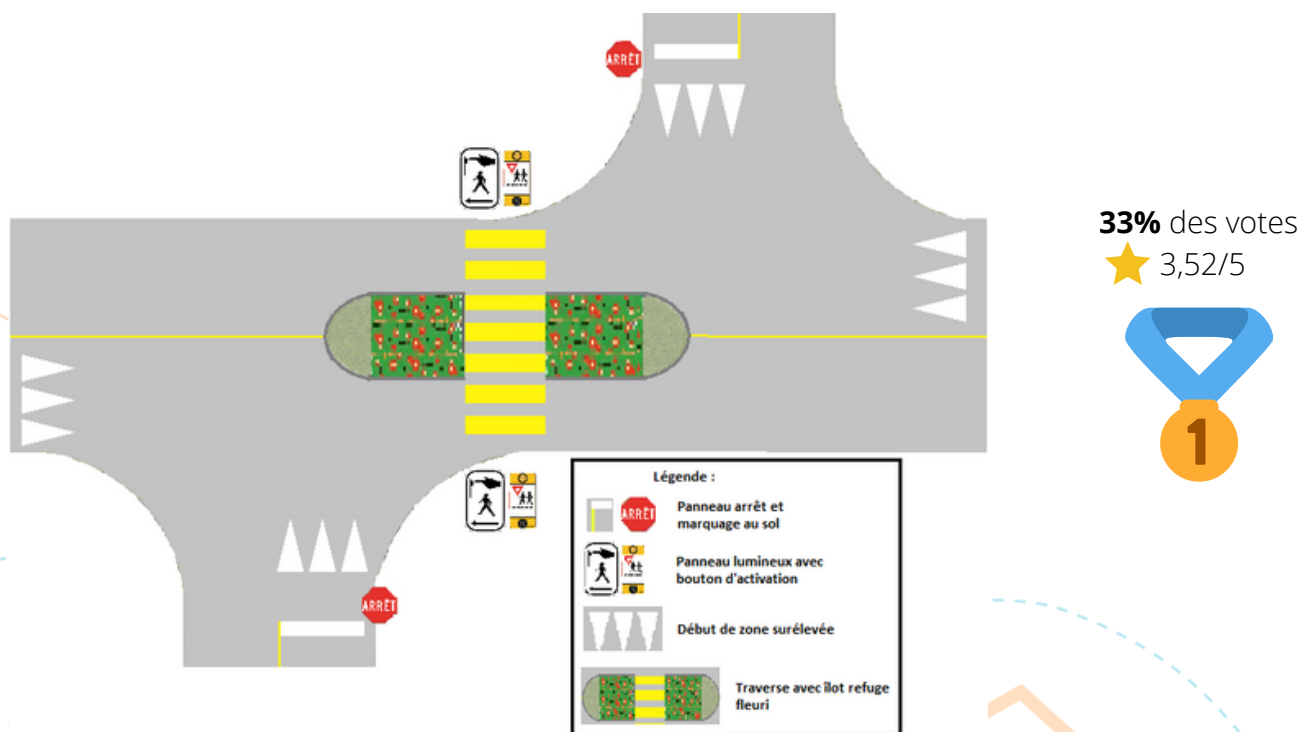 ARRÊT
33% des votes
3,52/5
1
ARRÊT
Légende :
ARRÊT
Panneau arrêt et
marquage au sol
Panneau lumineux avec
bouton d'activation
Début de zone surélevée
Traverse avec îlot refuge
fleuri